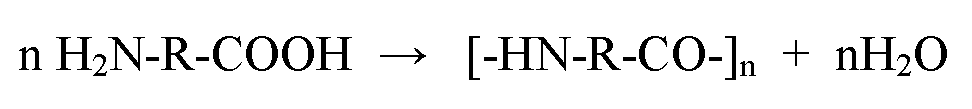 n H₂N-R-COOH → [-HN-R-CO-]ₙ + nH₂O